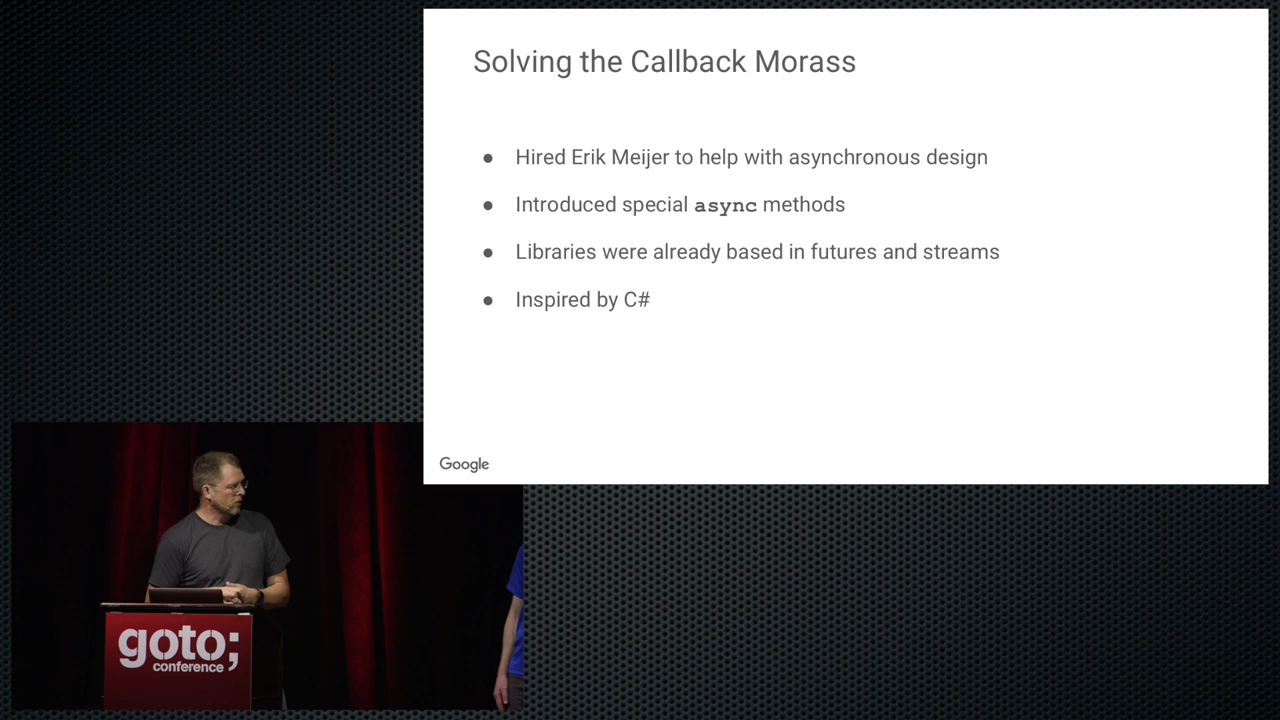 Solving the Callback Morass
● Hired Erik Meijer to help with asynchronous design
● Introduced special async methods
● Libraries were already based in futures and streams
● Inspired by C#
Google
goto;
conference